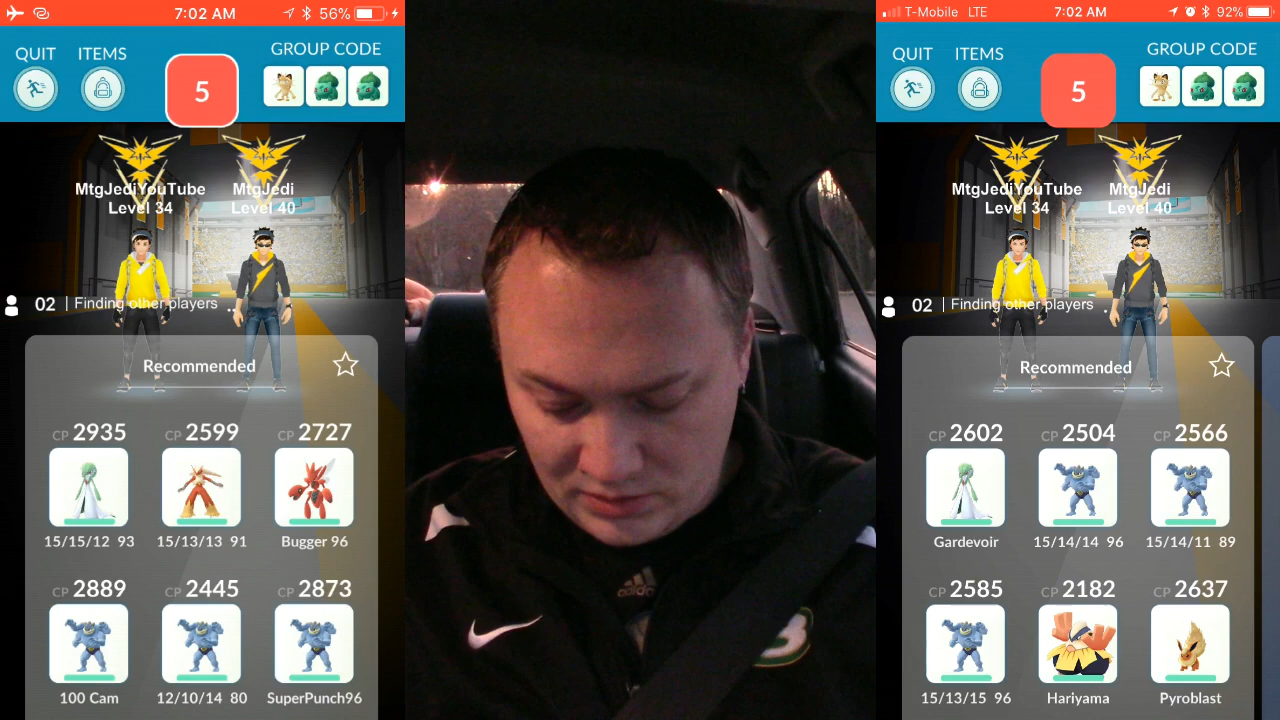 7:02 AM
56%
QUIT
ITEMS
5
GROUP CODE
MtgJediYouTube
Level 34
MtgJedi
Level 40
02 | Finding other players ..
Recommended
CP 2935
CP 2599
CP 2727
15/15/12 93
15/13/13 91
Bugger 96
CP 2889
CP 2445
CP 2873
100 Cam
12/10/14 80
SuperPunch96
adidas
T-Mobile LTE
7:02 AM
92%
QUIT
ITEMS
5
GROUP CODE
MtgJediYouTube
Level 34
MtgJedi
Level 40
02 | Finding other players .
Recommended
CP 2602
CP 2504
CP 2566
Gardevoir
15/14/14 96
15/14/11 89
CP 2585
CP 2182
CP 2637
15/13/15 96
Hariyama
Pyroblast